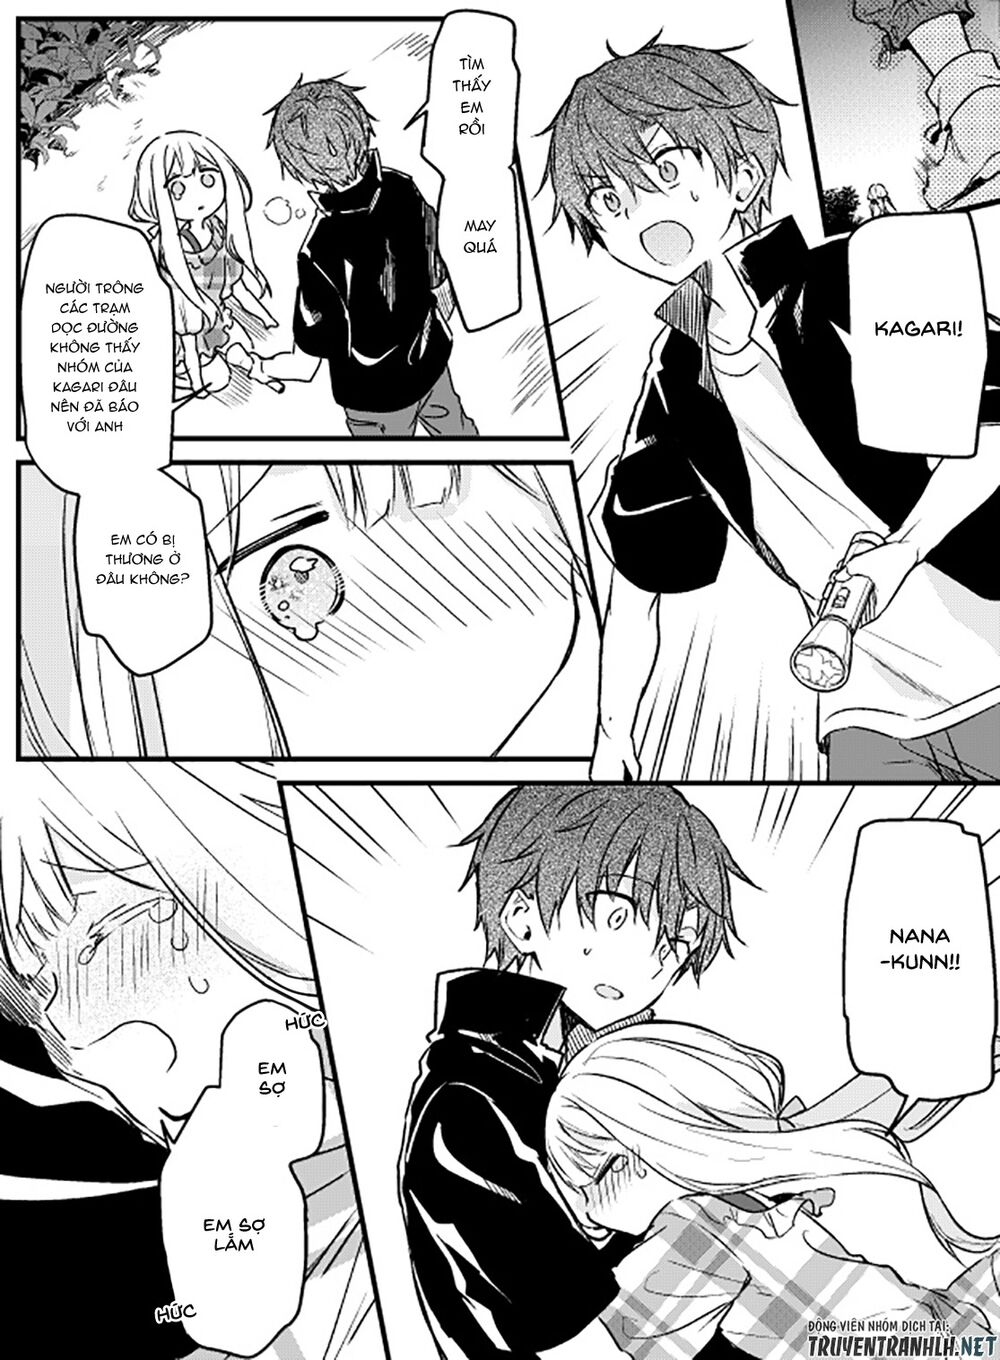 KAGARI!
TÌM
THẤY
EM
RỒI
MAY
QUÁ
NGƯỜI TRÔNG
CÁC TRẠM
DỌC ĐƯỜNG
KHÔNG THẤY
NHÓM CỦA
KAGARI ĐÂU
NÊN ĐÃ BÁO
VỚI ANH
EM CÓ BỊ
THƯƠNG Ở
ĐÂU KHÔNG?
NANA
-KUNN!!
HỨC
EM
SỢ
EM SỢ
LẮM
HỨC
ĐỘNG VIÊN NHÓM DỊCH TẠI:
TRUYENTRANHLH.NET